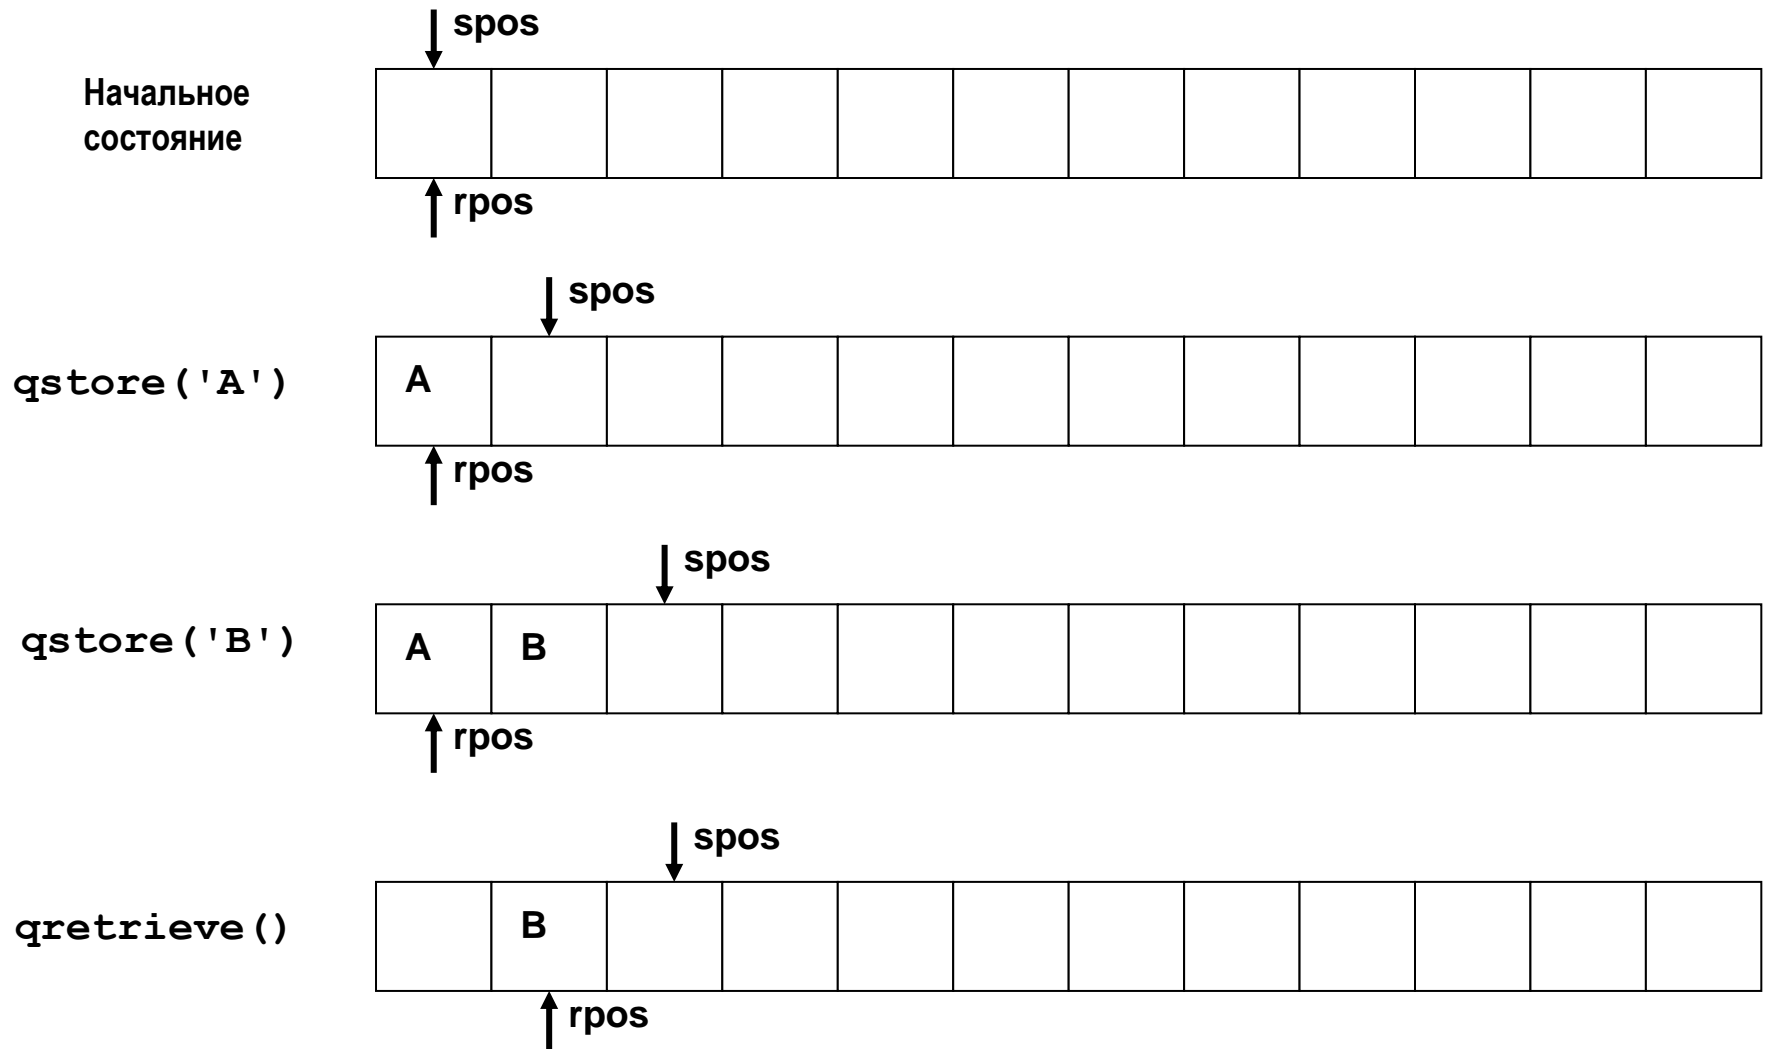 spos
Начальное
состояние
rpos
spos
qstore('A')
A
rpos
spos
qstore('B')
A B
rpos
spos
qretrieve()
B
rpos